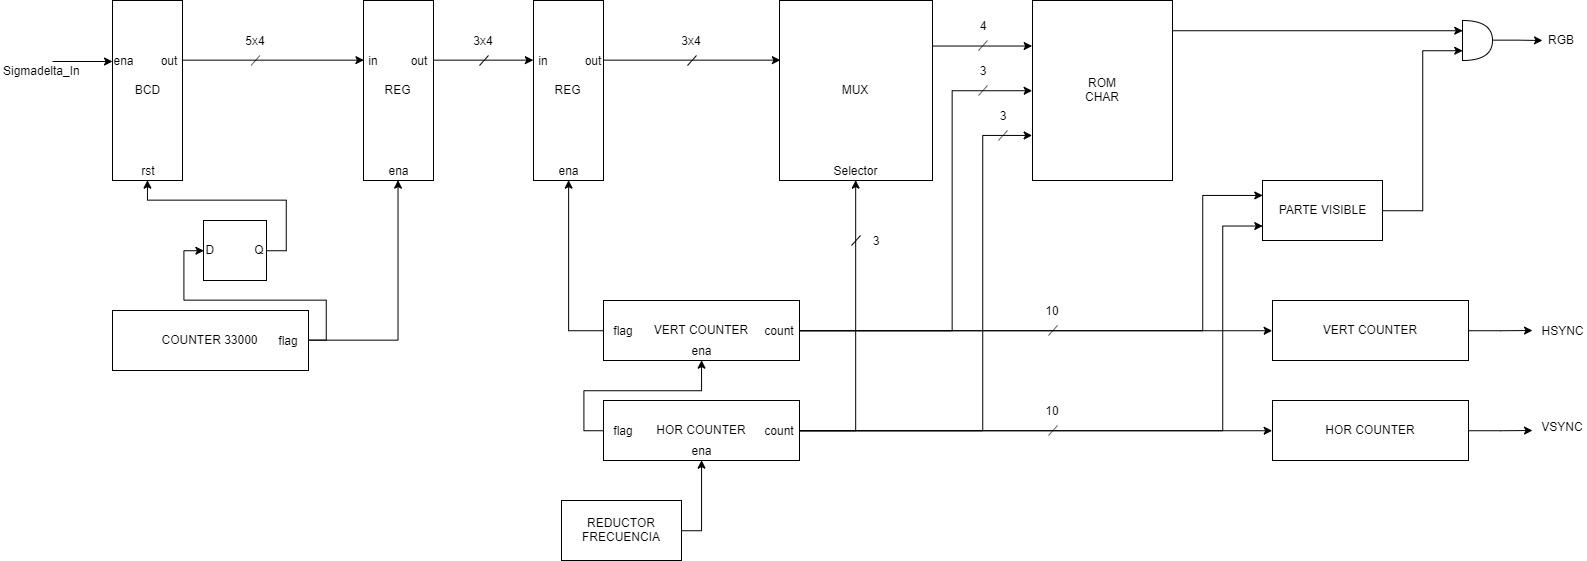 Sigmadelta_In
ena
out
BCD
rst
5x4
in
out
REG
ena
3x4
in
out
REG
ena
3x4
MUX
Selector
4
3
3
ROM
CHAR
RGB
D
Q
3
PARTE VISIBLE
COUNTER 33000
flag
flag
VERT COUNTER
count
ena
10
VERT COUNTER
HSYNC
flag
HOR COUNTER
count
ena
10
HOR COUNTER
VSYNC
REDUCTOR
FRECUENCIA